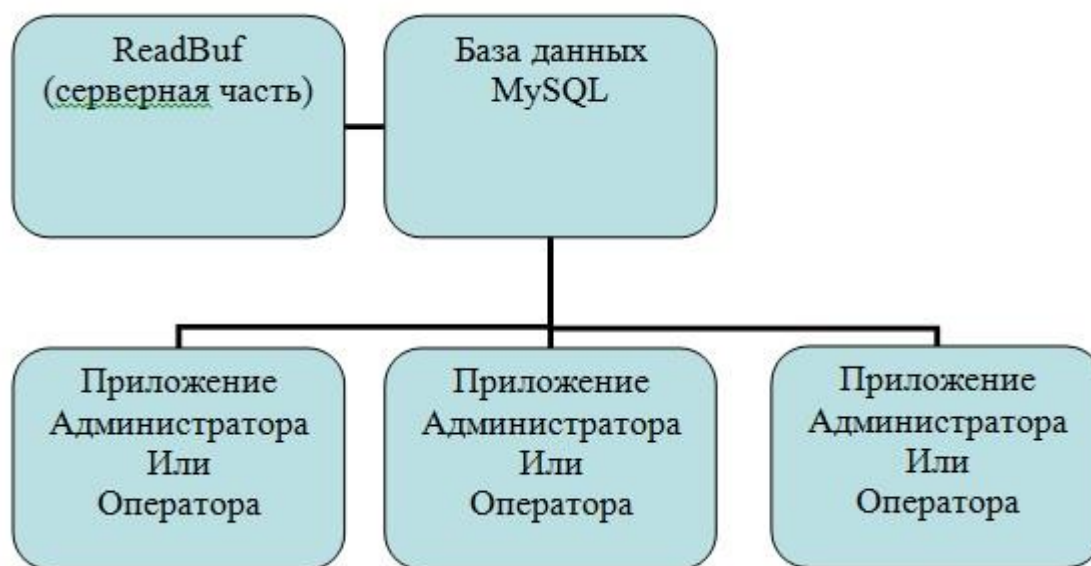 ReadBuf
(серверная часть)
База данных
MySQL
Приложение
Администратора
Или
Оператора
Приложение
Администратора
Или
Оператора
Приложение
Администратора
Или
Оператора